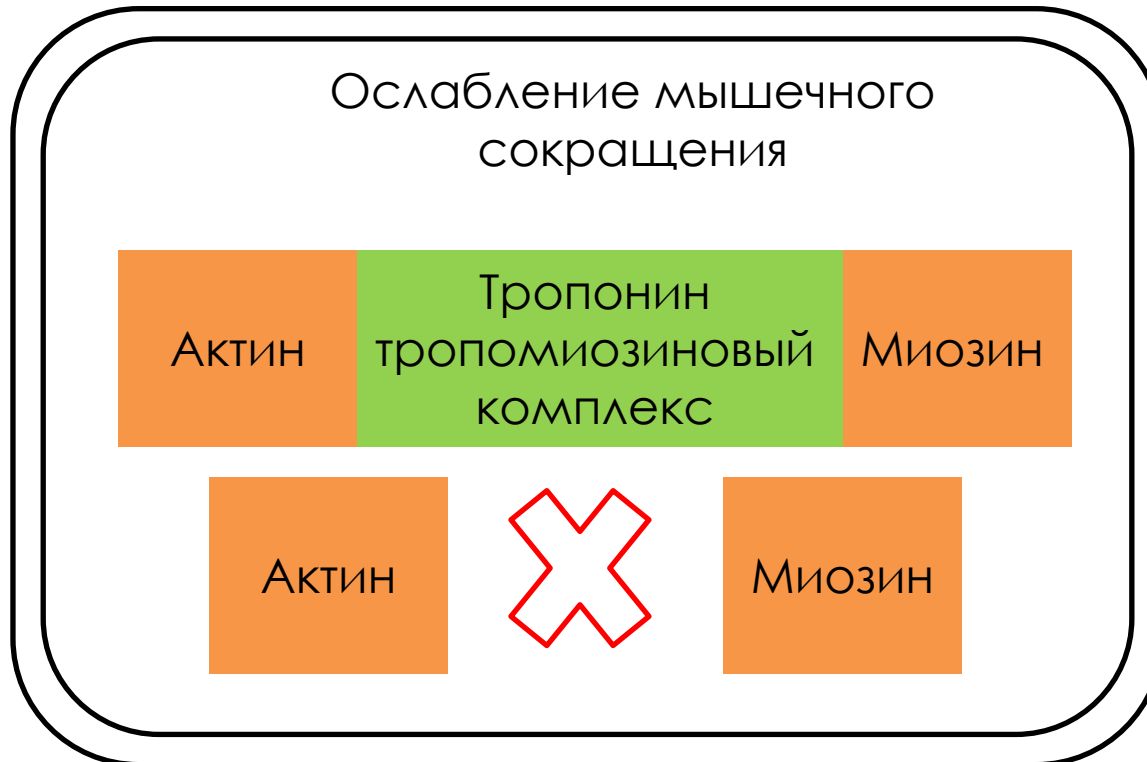 Ослабление мышечного
сокращения
Актин
Тропонин
тропомиозиновый
комплекс
Миозин
Актин
Миозин